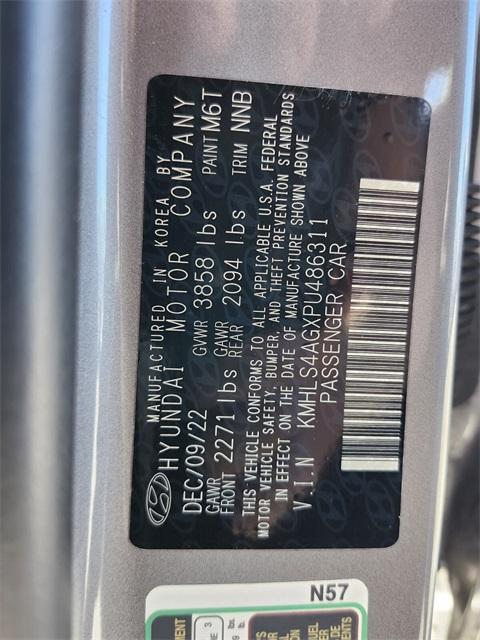 MANUFACTURED IN KOREA BY
HYUNDAI MOTOR COMPANY
DEC/09/22 GVWR 3858 lbs PAINT M6T
GAWR FRONT 2271 lbs GAWR REAR 2094 lbs TRIM NNB
THIS VEHICLE CONFORMS TO ALL APPLICABLE U.S.A. FEDERAL
MOTOR VEHICLE SAFETY, BUMPER, AND THEFT PREVENTION STANDARDS
IN EFFECT ON THE DATE OF MANUFACTURE SHOWN ABOVE
V.I.N KMHLS4AGXPU486311
PASSENGER CAR
N57